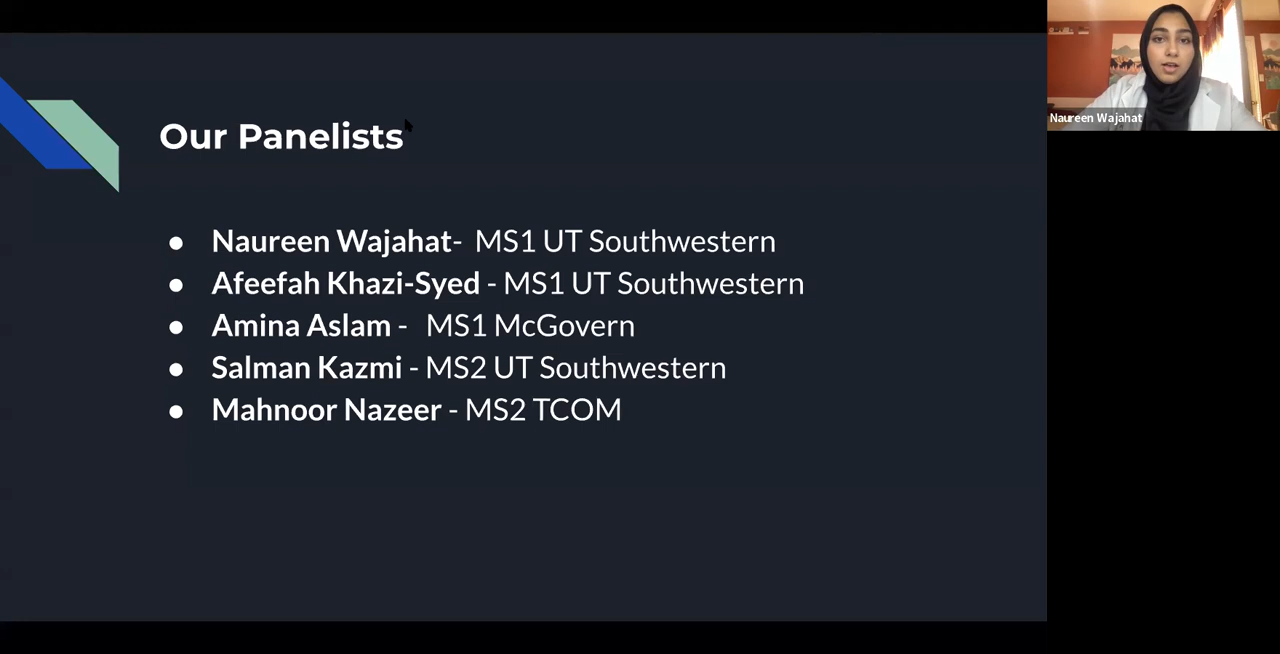 Our Panelists
● Naureen Wajahat-  MS1 UT Southwestern
● Afeefah Khazi-Syed - MS1 UT Southwestern
● Amina Aslam -  MS1 McGovern
● Salman Kazmi - MS2 UT Southwestern
● Mahnoor Nazeer - MS2 TCOM
Naureen Wajahat